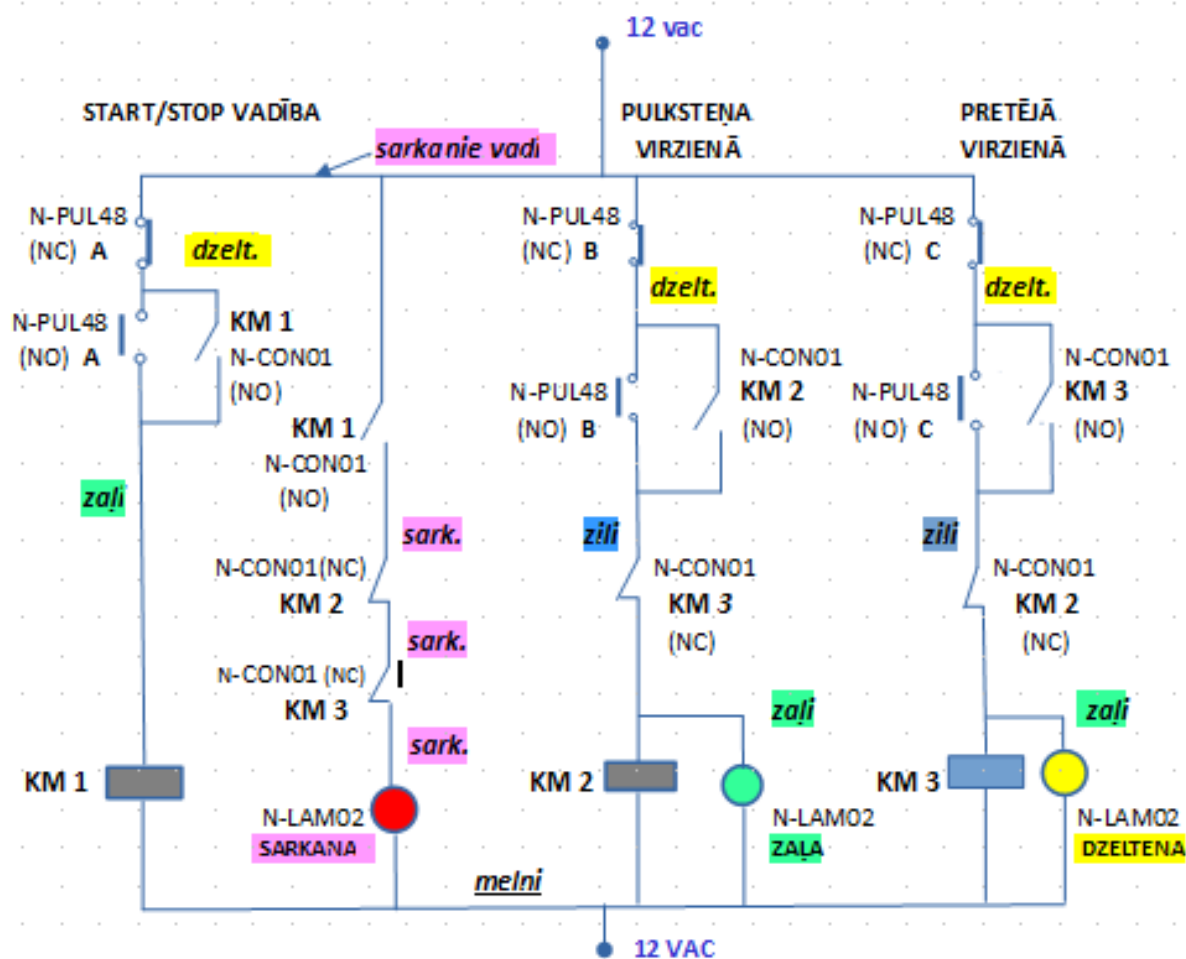 12 vac
START/STOP VADĪBA
PULKSTEŅA
VIRZIENĀ
PRETĒJĀ
VIRZIENĀ
sarkanie vadi
N-PUL48
(NC) A
dzelt.
N-PUL48
(NO) A
KM 1
N-CON01
(NO)
zaļi
KM 1
KM 1
N-CON01
(NO)
sark.
N-CON01(NC)
KM 2
sark.
N-CON01 (NC)
KM 3
sark.
N-LAM02
SARKANA
N-PUL48
(NC) B
dzelt.
N-PUL48
(NO) B
N-CON01
KM 2
(NO)
zili
N-CON01
KM 3
(NC)
zaļi
KM 2
N-LAM02
ZAĻA
N-PUL48
(NC) C
dzelt.
N-PUL48
(NO) C
N-CON01
KM 3
(NO)
zili
N-CON01
KM 2
(NC)
zaļi
KM 3
N-LAM02
DZELTENA
melni
12 VAC